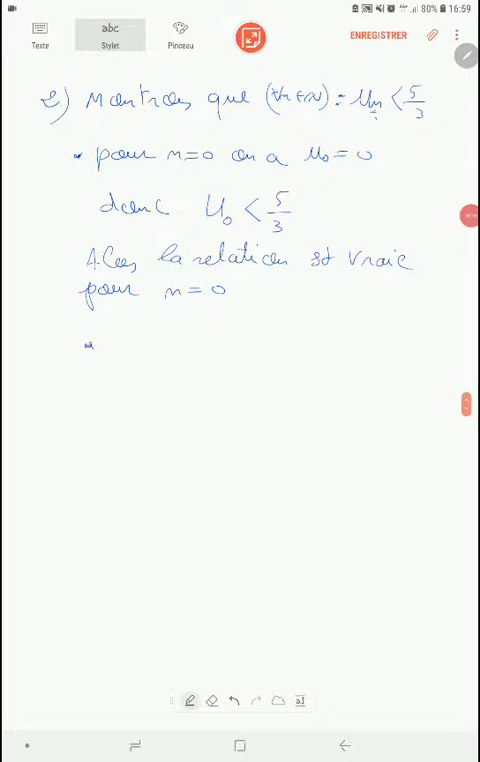 80% 16:59
Texte
abc
Stylet
Pinceau
ENREGISTRER
2) Montrons que (∀n∈ℕ) : Un < 5/3
• pour n=0 on a U0=0
donc U0 < 5/3
Alors la relation est vraie
pour n=0